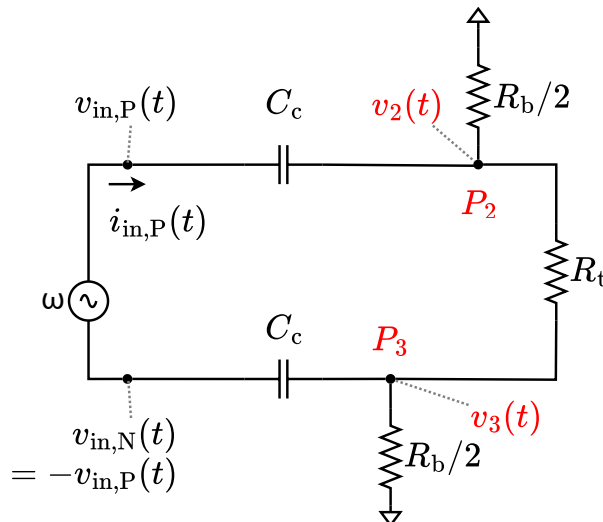 v_in,P(t)
C_c
v_2(t)
R_b/2
i_in,P(t)
P_2
ω
R_t
C_c
P_3
v_in,N(t)
= −v_in,P(t)
R_b/2
v_3(t)